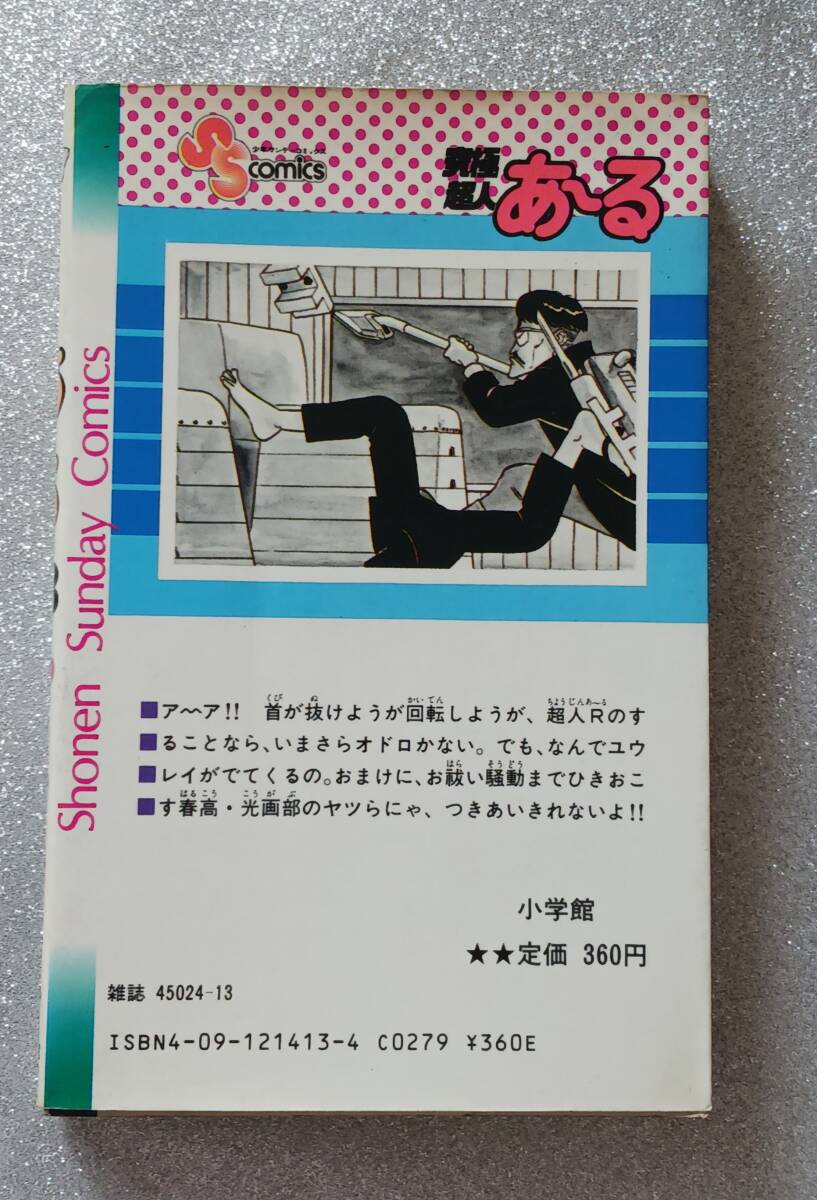 少年サンデーコミックス
SS comics
究極
超人
あ〜る
Shonen Sunday Comics
■ア〜ア!! 首が抜けようが回転しようが、超人Rのす
■ることなら、いまさらオドロかない。でも、なんでユウ
■レイがでてくるの。おまけに、お祓い騒動までひきおこ
■す春高・光画部のヤツらにゃ、つきあいきれないよ!!
小学館
★★定価 360円
雑誌 45024-13
ISBN4-09-121413-4 C0279 ¥360E